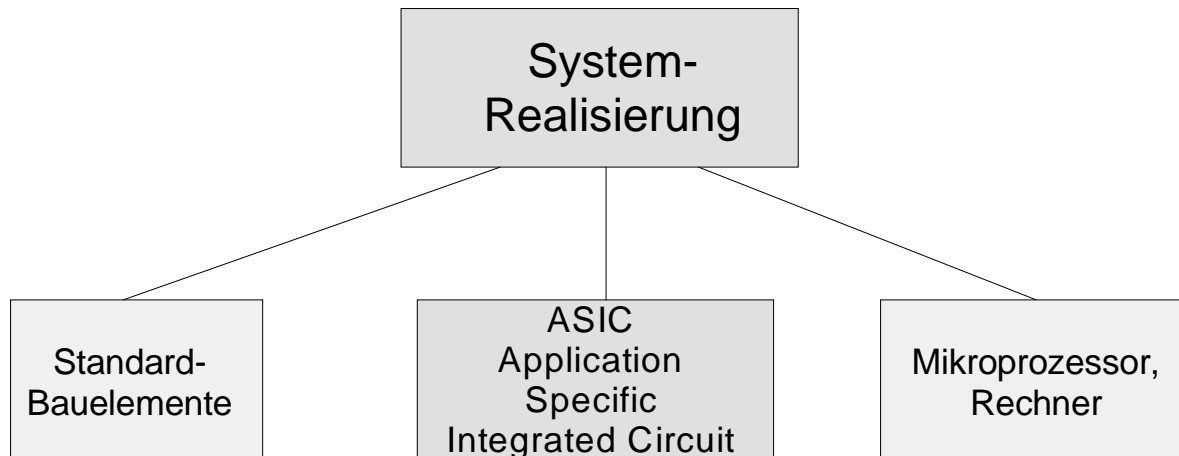 System-
Realisierung
Standard-
Bauelemente
ASIC
Application
Specific
Integrated Circuit
Mikroprozessor,
Rechner